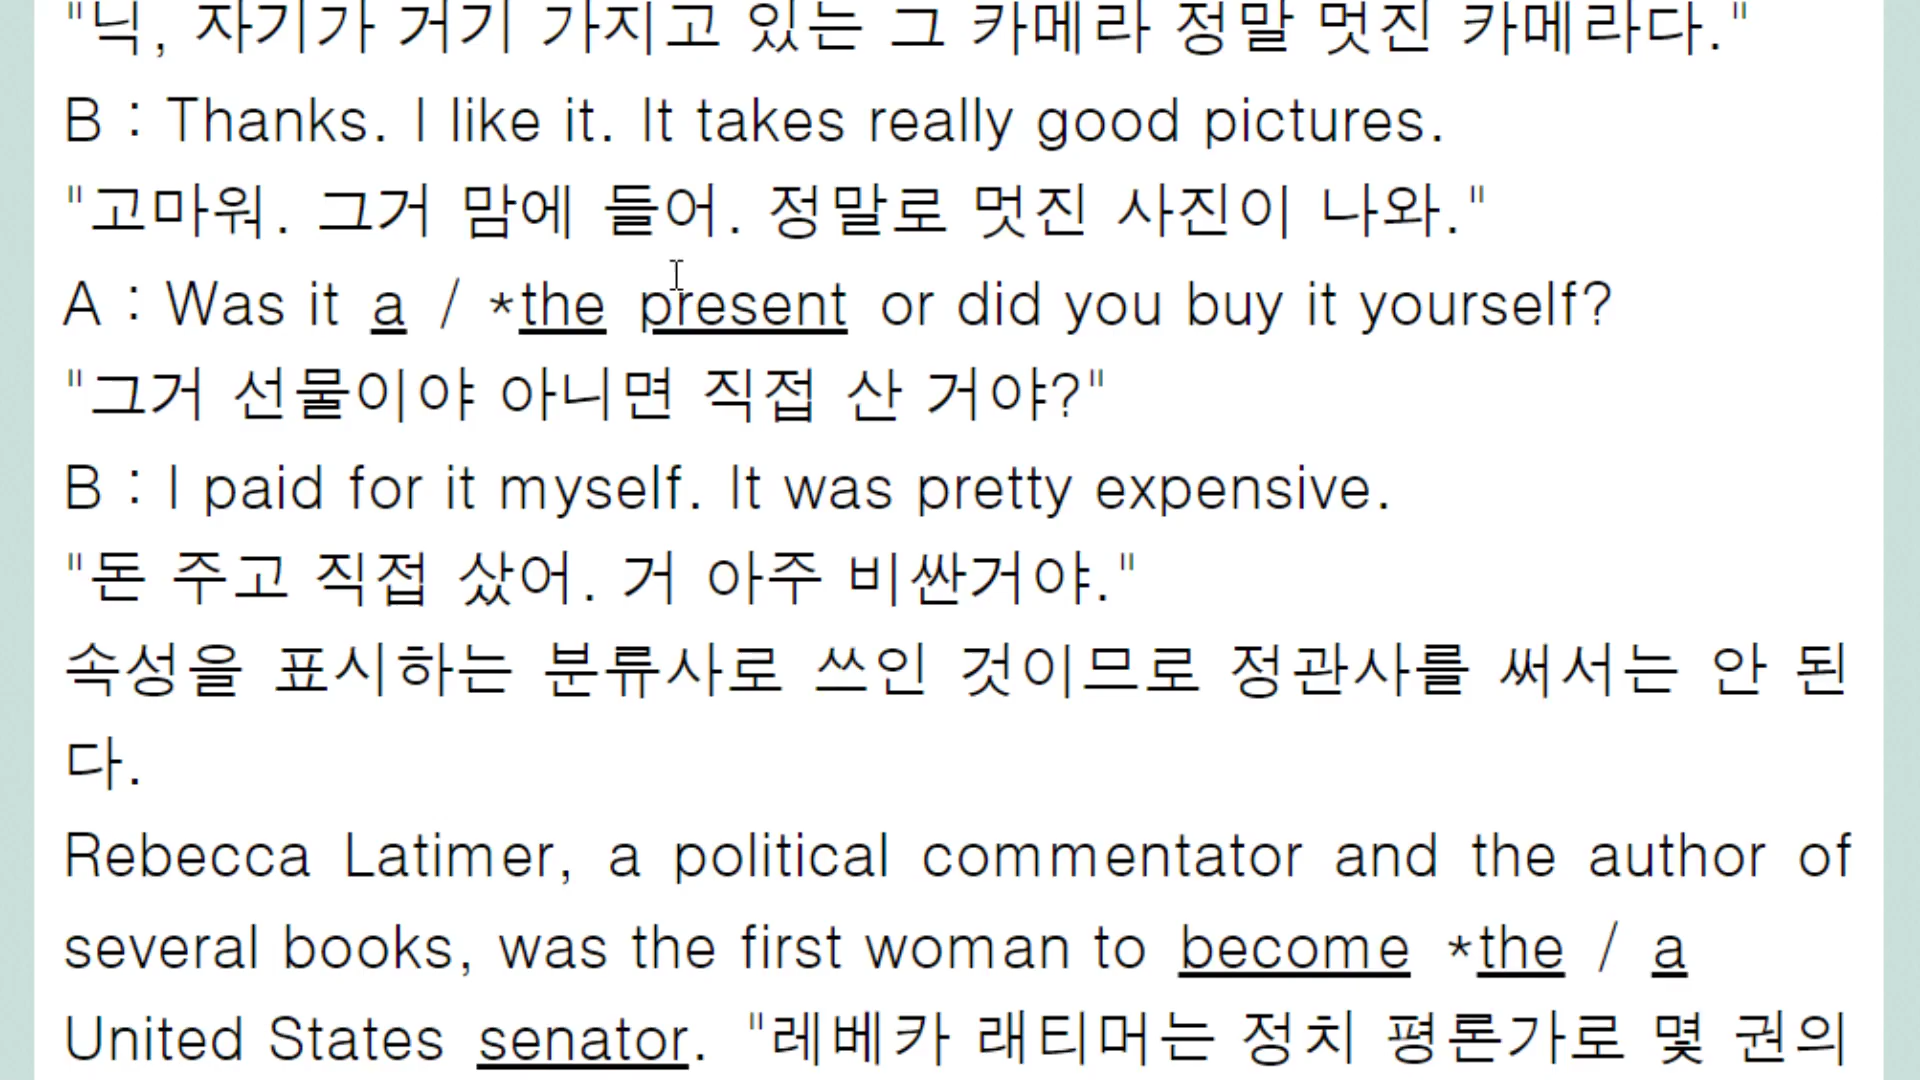 "닉, 자기가 거기 가지고 있는 그 카메라 정말 멋진 카메라다."
B : Thanks. I like it. It takes really good pictures.
"고마워. 그거 맘에 들어. 정말로 멋진 사진이 나와."
A : Was it a / *the present or did you buy it yourself?
"그거 선물이야 아니면 직접 산 거야?"
B : I paid for it myself. It was pretty expensive.
"돈 주고 직접 샀어. 거 아주 비싼거야."
속성을 표시하는 분류사로 쓰인 것이므로 정관사를 써서는 안 된
다.
Rebecca Latimer, a political commentator and the author of
several books, was the first woman to become *the / a
United States senator. "레베카 래티머는 정치 평론가로 몇 권의